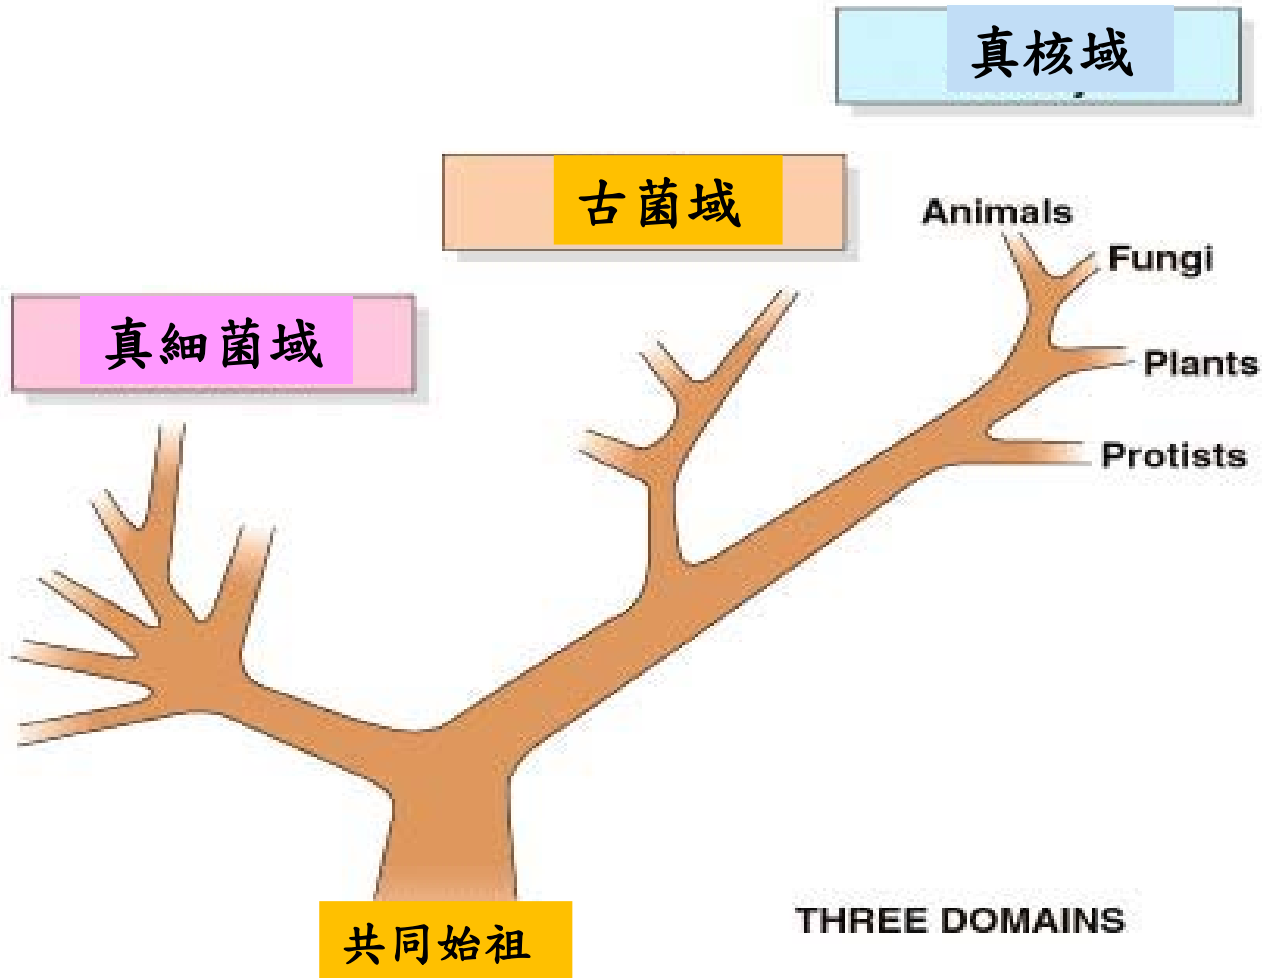 真核域
古菌域
真細菌域
Animals
Fungi
Plants
Protists
共同始祖
THREE DOMAINS